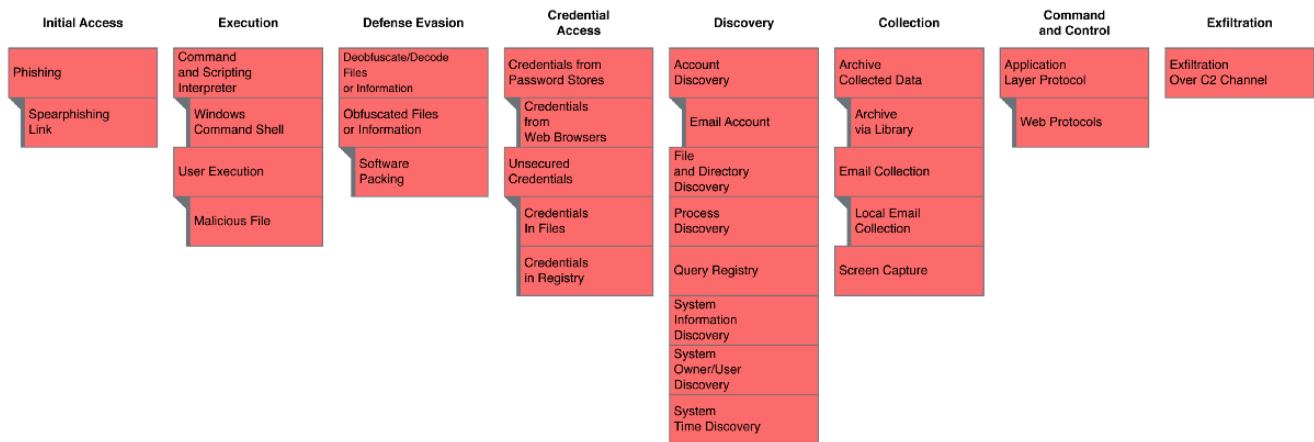 Initial Access
Execution
Defense Evasion
Credential
Access
Discovery
Collection
Command
and Control
Exfiltration
Phishing
Spearphishing
Link
Command
and Scripting
Interpreter
Windows
Command Shell
User Execution
Malicious File
Deobfuscate/Decode
Files
or Information
Obfuscated Files
or Information
Software
Packing
Credentials from
Password Stores
Credentials
from
Web Browsers
Unsecured
Credentials
Credentials
In Files
Credentials
in Registry
Account
Discovery
Email Account
File
and Directory
Discovery
Process
Discovery
Query Registry
System
Information
Discovery
System
Owner/User
Discovery
System
Time Discovery
Archive
Collected Data
Archive
via Library
Email Collection
Local Email
Collection
Screen Capture
Application
Layer Protocol
Web Protocols
Exfiltration
Over C2 Channel